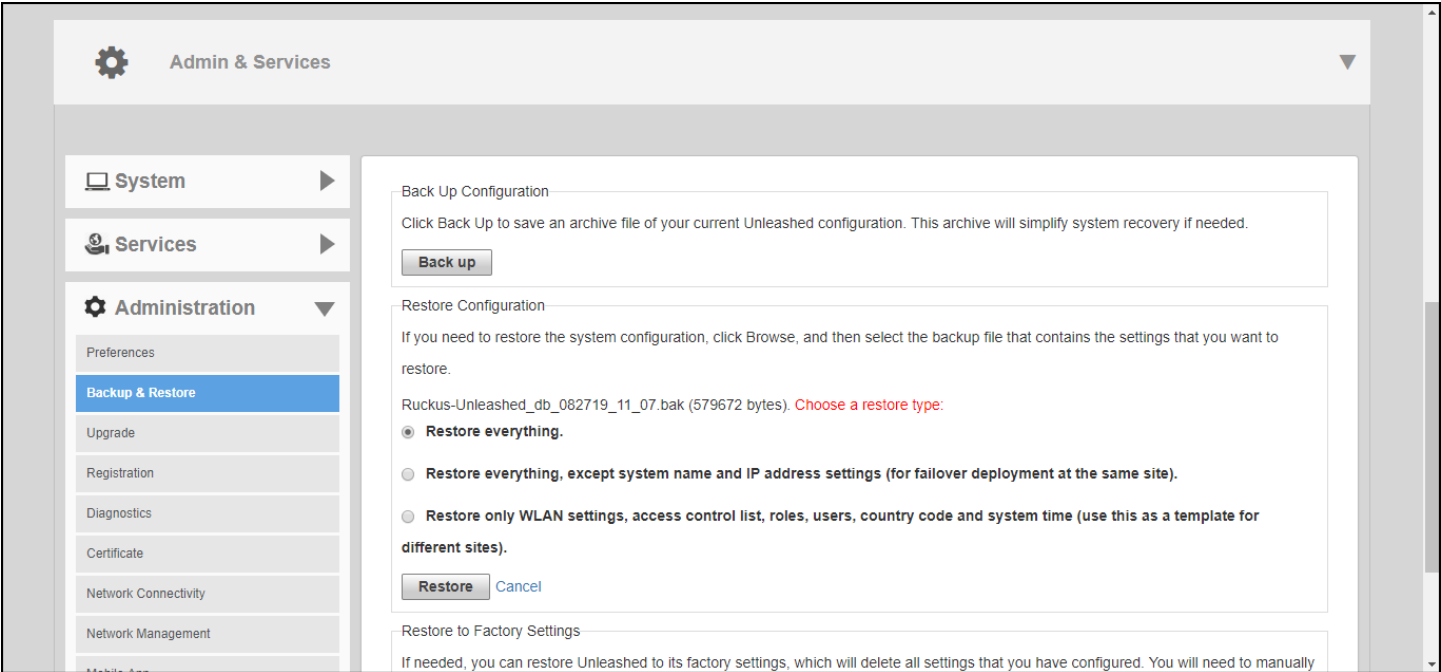 Admin & Services
System
Services
Administration
Preferences
Backup & Restore
Upgrade
Registration
Diagnostics
Certificate
Network Connectivity
Network Management
Mobile App
Back Up Configuration
Click Back Up to save an archive file of your current Unleashed configuration. This archive will simplify system recovery if needed.
Back up
Restore Configuration
If you need to restore the system configuration, click Browse, and then select the backup file that contains the settings that you want to
restore.
Ruckus-Unleashed_db_082719_11_07.bak (579672 bytes). Choose a restore type:
Restore everything.
Restore everything, except system name and IP address settings (for failover deployment at the same site).
Restore only WLAN settings, access control list, roles, users, country code and system time (use this as a template for
different sites).
Restore Cancel
Restore to Factory Settings
If needed, you can restore Unleashed to its factory settings, which will delete all settings that you have configured. You will need to manually